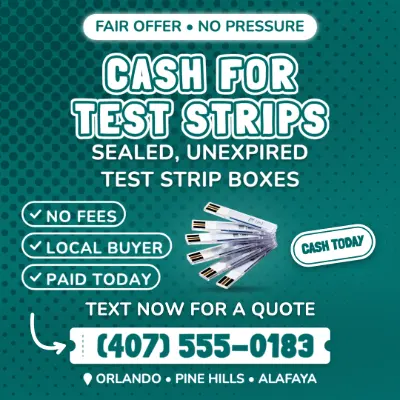 FAIR OFFER • NO PRESSURE
CASH FOR
TEST STRIPS
SEALED, UNEXPIRED
TEST STRIP BOXES
NO FEES
LOCAL BUYER
PAID TODAY
CASH TODAY
TEXT NOW FOR A QUOTE
(407) 555-0183
ORLANDO • PINE HILLS • ALAFAYA